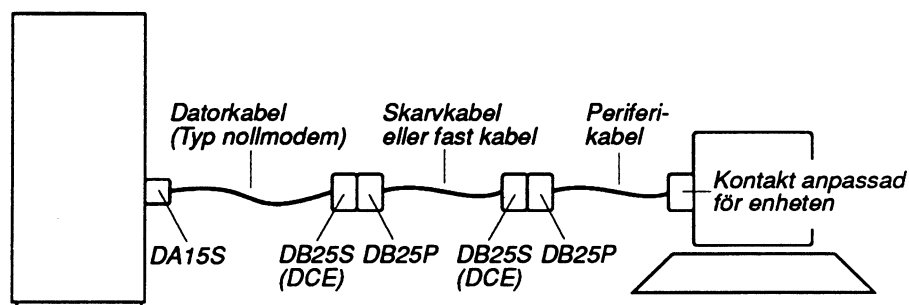 Datorkabel
(Typ nollmodem)
Skarvkabel
eller fast kabel
Periferi-
kabel
Kontakt anpassad
för enheten
DA15S
DB25S
(DCE)
DB25P
DB25S
(DCE)
DB25P